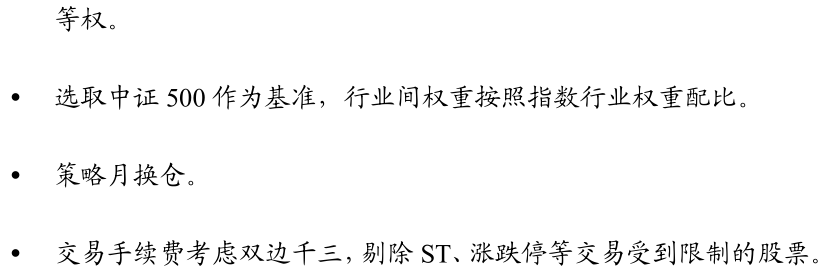 等权。
• 选取中证 500 作为基准，行业间权重按照指数行业权重配比。
• 策略月换仓。
• 交易手续费考虑双边千三，剔除 ST、涨跌停等交易受到限制的股票。